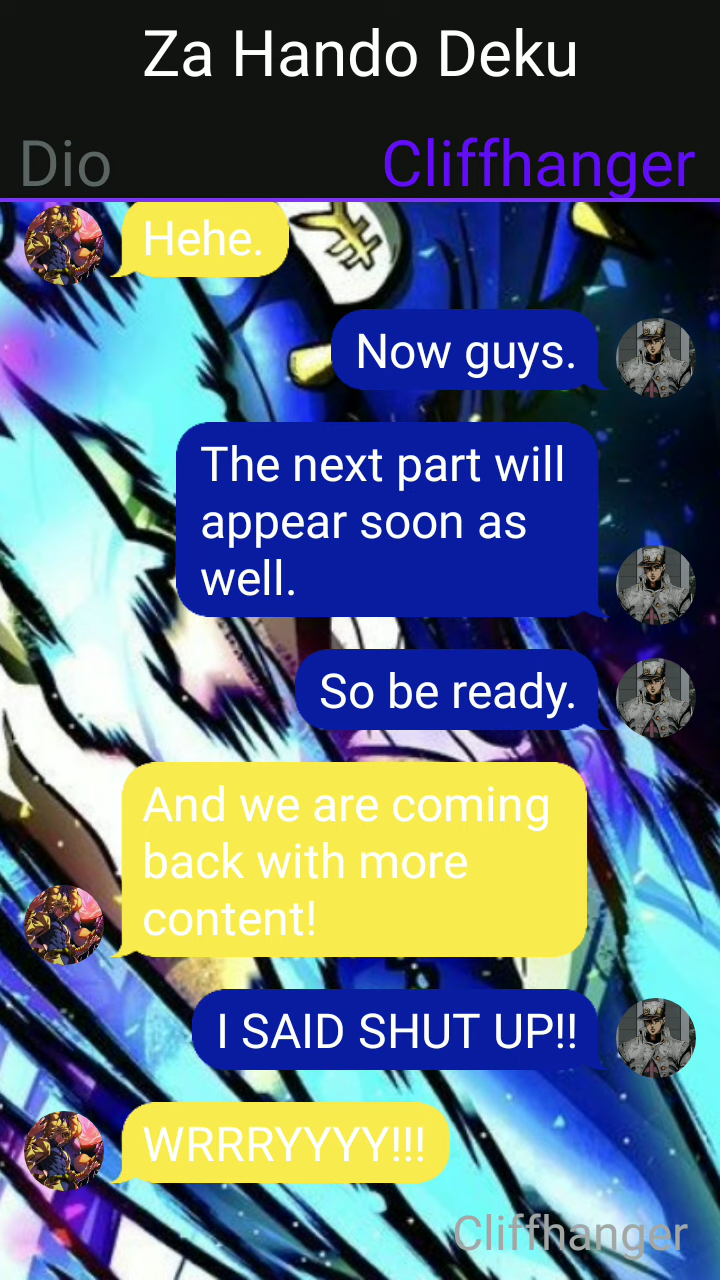 Za Hando Deku
Dio
Cliffhanger
Hehe.
Now guys.
The next part will
appear soon as
well.
So be ready.
And we are coming
back with more
content!
I SAID SHUT UP!!
WRRRYYYY!!!
Cliffhanger